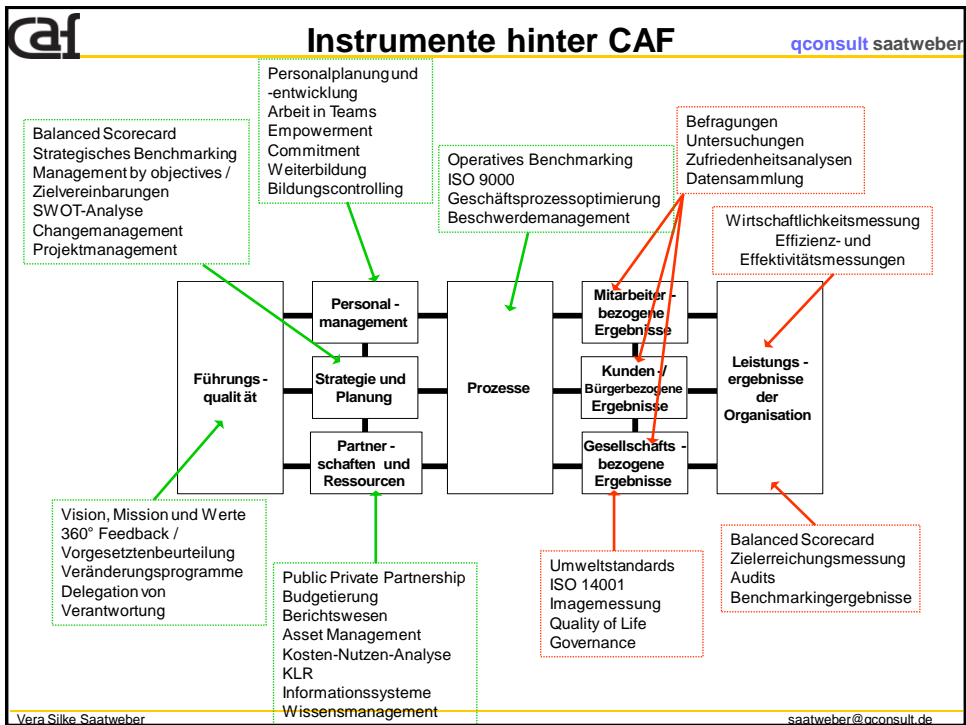 caf
Instrumente hinter CAF
qconsult saatweber
Personalplanung und
-entwicklung
Arbeit in Teams
Empowerment
Commitment
Weiterbildung
Bildungscontrolling
Balanced Scorecard
Strategisches Benchmarking
Management by objectives /
Zielvereinbarungen
SWOT-Analyse
Changemanagement
Projektmanagement
Operatives Benchmarking
ISO 9000
Geschäftsprozessoptimierung
Beschwerdemanagement
Befragungen
Untersuchungen
Zufriedenheitsanalysen
Datensammlung
Wirtschaftlichkeitsmessung
Effizienz- und
Effektivitätsmessungen
Führungs -
qualit ät
Personal -
management
Strategie und
Planung
Partner -
schaften und
Ressourcen
Prozesse
Mitarbeiter -
bezogene
Ergebnisse
Kunden -/
Bürgerbezogene
Ergebnisse
Gesellschafts -
bezogene
Ergebnisse
Leistungs -
ergebnisse
der
Organisation
Vision, Mission und Werte
360° Feedback /
Vorgesetztenbeurteilung
Veränderungsprogramme
Delegation von
Verantwortung
Public Private Partnership
Budgetierung
Berichtswesen
Asset Management
Kosten-Nutzen-Analyse
KLR
Informationssysteme
Wissensmanagement
Umweltstandards
ISO 14001
Imagemessung
Quality of Life
Governance
Balanced Scorecard
Zielerreichungsmessung
Audits
Benchmarkingergebnisse
Vera Silke Saatweber
saatweber@qconsult.de